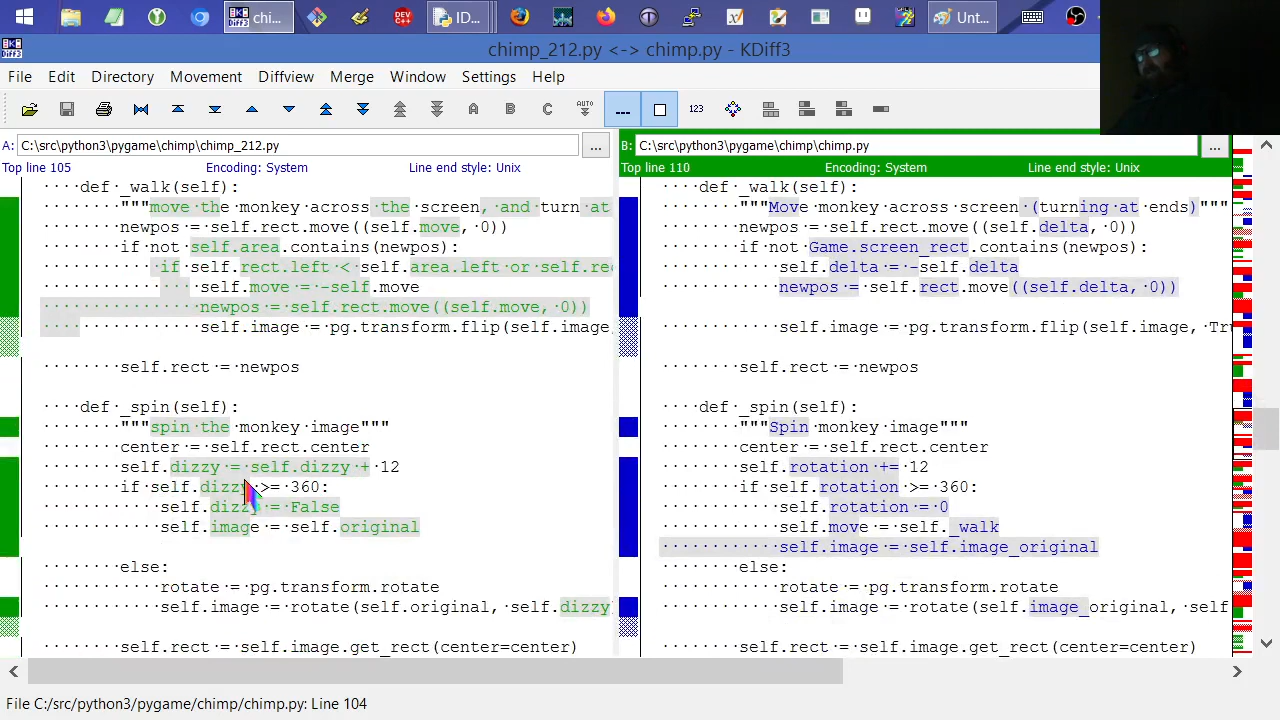 chi...
ID...
Unt...
chimp_212.py <-> chimp.py - KDiff3
File Edit Directory Movement Diffview Merge Window Settings Help
A B C AUTO 123
A: C:\src\python3\pygame\chimp\chimp_212.py ...
Top line 105 Encoding: System Line end style: Unix
····def·_walk(self):
········"""move·the·monkey·across·the·screen,·and·turn·at
········newpos·=·self.rect.move((self.move,·0))
········if·not·self.area.contains(newpos):
············if·self.rect.left·<·self.area.left·or·self.re
················self.move·=·-self.move
················newpos·=·self.rect.move((self.move,·0))
················self.image·=·pg.transform.flip(self.image,
········self.rect·=·newpos
····def·_spin(self):
········"""spin·the·monkey·image"""
········center·=·self.rect.center
········self.dizzy·=·self.dizzy·+·12
········if·self.dizzy·>=·360:
············self.dizzy·=·False
············self.image·=·self.original
········else:
············rotate·=·pg.transform.rotate
············self.image·=·rotate(self.original,·self.dizzy)
········self.rect·=·self.image.get_rect(center=center)
B: C:\src\python3\pygame\chimp\chimp.py ...
Top line 110 Encoding: System Line end style: Unix
····def·_walk(self):
········"""Move·monkey·across·screen·(turning·at·ends)"""
········newpos·=·self.rect.move((self.delta,·0))
········if·not·Game.screen_rect.contains(newpos):
············self.delta·=·-self.delta
············newpos·=·self.rect.move((self.delta,·0))
············self.image·=·pg.transform.flip(self.image,·Tru
········self.rect·=·newpos
····def·_spin(self):
········"""Spin·monkey·image"""
········center·=·self.rect.center
········self.rotation·+=·12
········if·self.rotation·>=·360:
············self.rotation·=·0
············self.move·=·self._walk
············self.image·=·self.image_original
········else:
············rotate·=·pg.transform.rotate
············self.image·=·rotate(self.image_original,·self
········self.rect·=·self.image.get_rect(center=center)
File C:/src/python3/pygame/chimp/chimp.py: Line 104